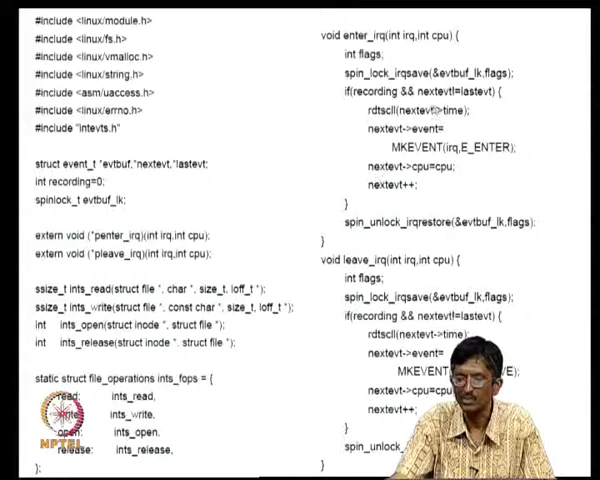 #include <linux/module.h>
#include <linux/fs.h>
#include <linux/vmalloc.h>
#include <linux/string.h>
#include <asm/uaccess.h>
#include <linux/errno.h>
#include "intevts.h"
struct event_t *evtbuf,*nextevt,*lastevt;
int recording=0;
spinlock_t evtbuf_lk;
extern void (*penter_irq)(int irq,int cpu);
extern void (*pleave_irq)(int irq,int cpu);
ssize_t ints_read(struct file *, char *, size_t, loff_t *);
ssize_t ints_write(struct file *, const char *, size_t, loff_t *);
int ints_open(struct inode *, struct file *);
int ints_release(struct inode *, struct file *);
static struct file_operations ints_fops = {
read: ints_read,
ints_write,
ints_open,
release: ints_release,
};
NPTEL
void enter_irq(int irq,int cpu) {
int flags;
spin_lock_irqsave(&evtbuf_lk,flags);
if(recording && nextevt!=lastevt) {
rdtscll(nextevt->time);
nextevt->event=
MKEVENT(irq,E_ENTER);
nextevt->cpu=cpu;
nextevt++;
}
spin_unlock_irqrestore(&evtbuf_lk,flags);
}
void leave_irq(int irq,int cpu) {
int flags;
spin_lock_irqsave(&evtbuf_lk,flags);
if(recording && nextevt!=lastevt) {
rdtscll(nextevt->time);
nextevt->event=
MKEVENT VE);
nextevt->cpu=cpu
nextevt++;
}
spin_unlock
}